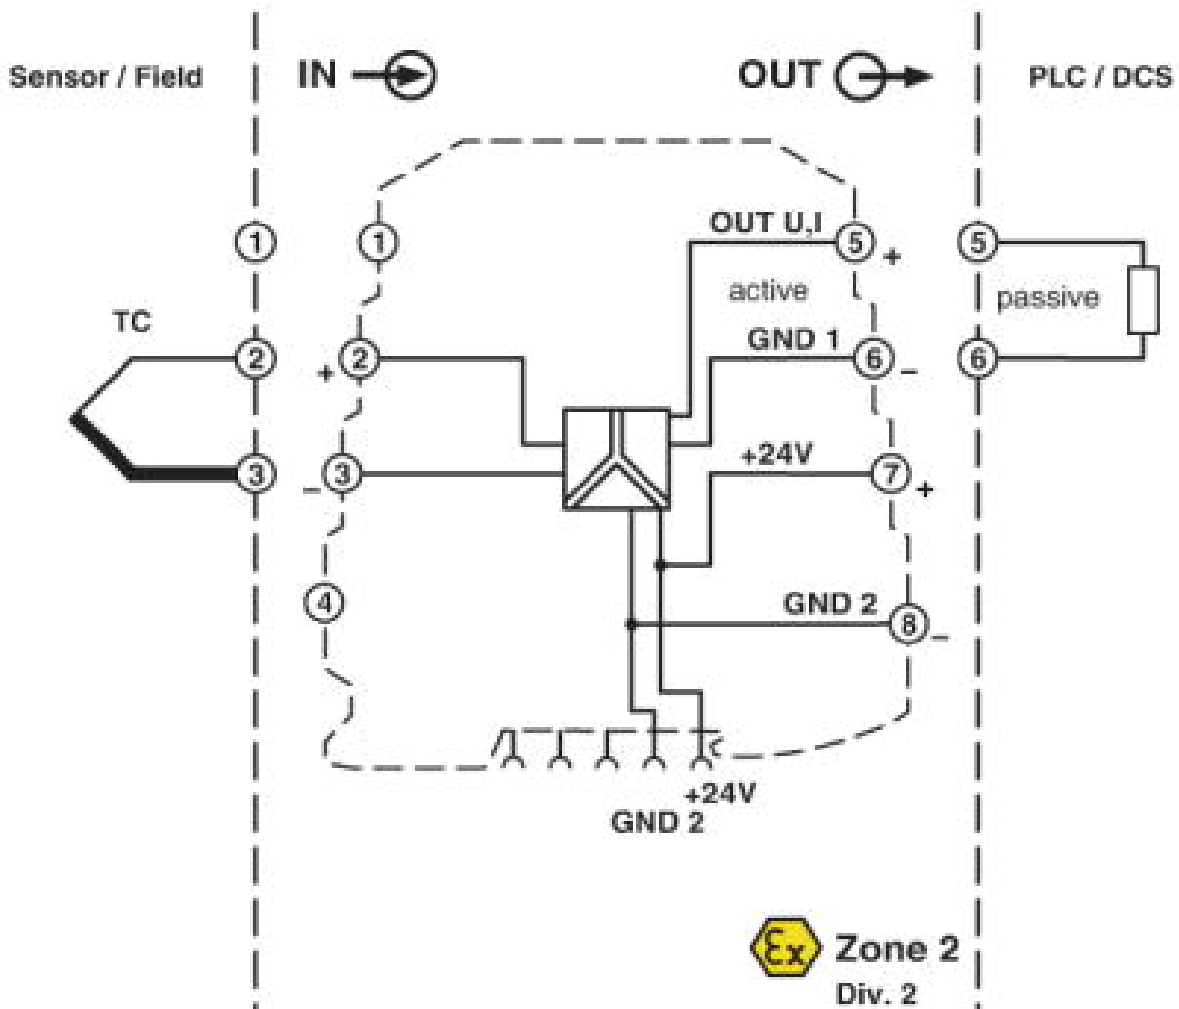 Sensor / Field
IN
OUT
PLC / DCS
1
1
OUT U,I
5
+
5
active
passive
TC
GND 1
2
+
2
6
–
6
+24V
3
–
3
7
+
4
GND 2
8
–
+24V
GND 2
Ex
Zone 2
Div. 2